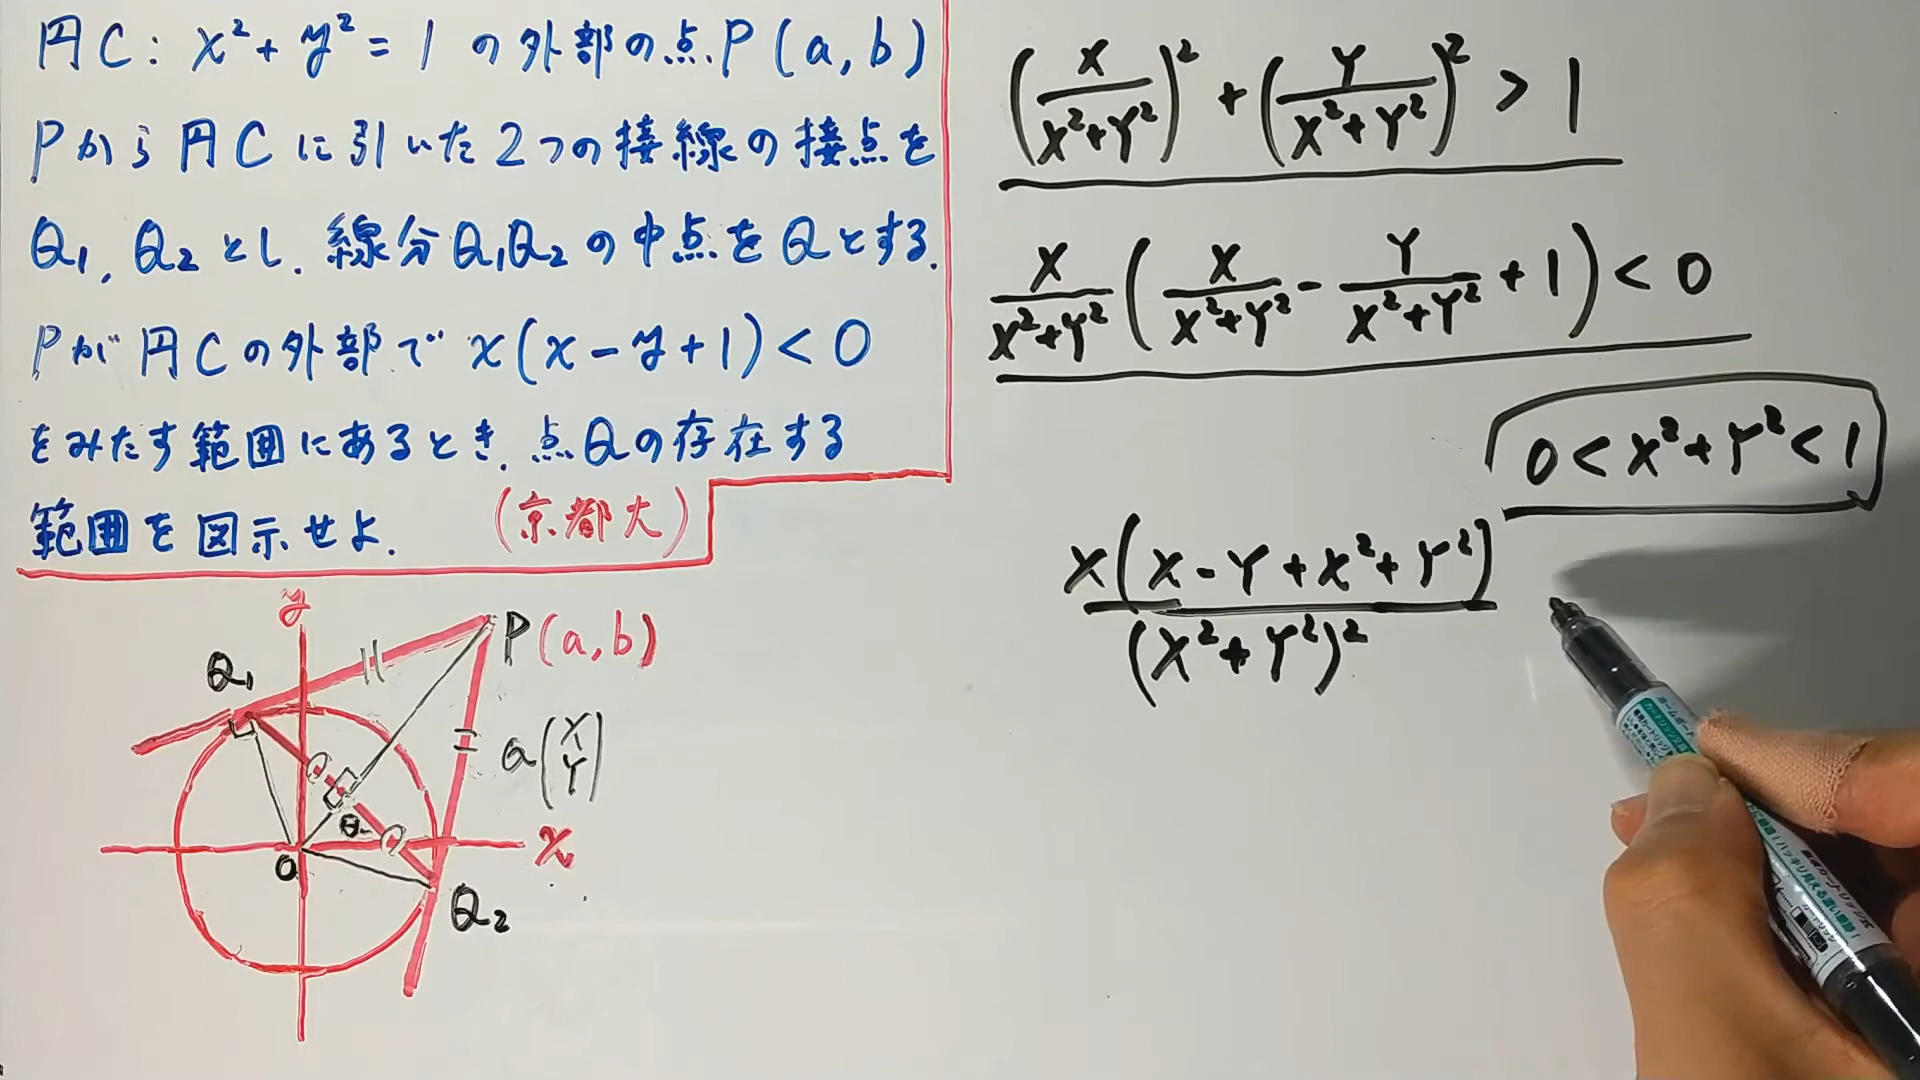 円C: x²+y²=1の外部の点P(a,b)
Pから円Cに引いた2つの接線の接点を
Q₁, Q₂とし, 線分Q₁Q₂の中点をQとする.
Pが円Cの外部で x(x-y+1)<0
をみたす範囲にあるとき, 点Qの存在する
範囲を図示せよ.
(京都大)
y
P(a,b)
Q₁
Q(X Y)
Q
x
O
Q₂
(X/(X²+Y²))²+(Y/(X²+Y²))²>1
X/(X²+Y²)(X/(X²+Y²)-Y/(X²+Y²)+1)<0
0<X²+Y²<1
X(X-Y+X²+Y²)/(X²+Y²)²